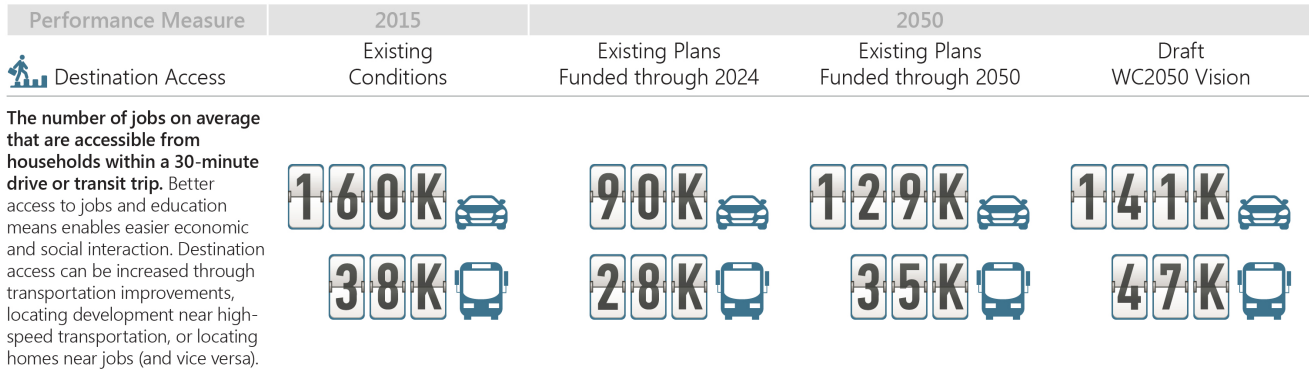 Performance Measure
2015
2050
Destination Access
Existing
Conditions
Existing Plans
Funded through 2024
Existing Plans
Funded through 2050
Draft
WC2050 Vision
The number of jobs on average
that are accessible from
households within a 30-minute
drive or transit trip. Better
access to jobs and education
means enables easier economic
and social interaction. Destination
access can be increased through
transportation improvements,
locating development near high-
speed transportation, or locating
homes near jobs (and vice versa).
160K
90K
129K
141K
38K
28K
35K
47K